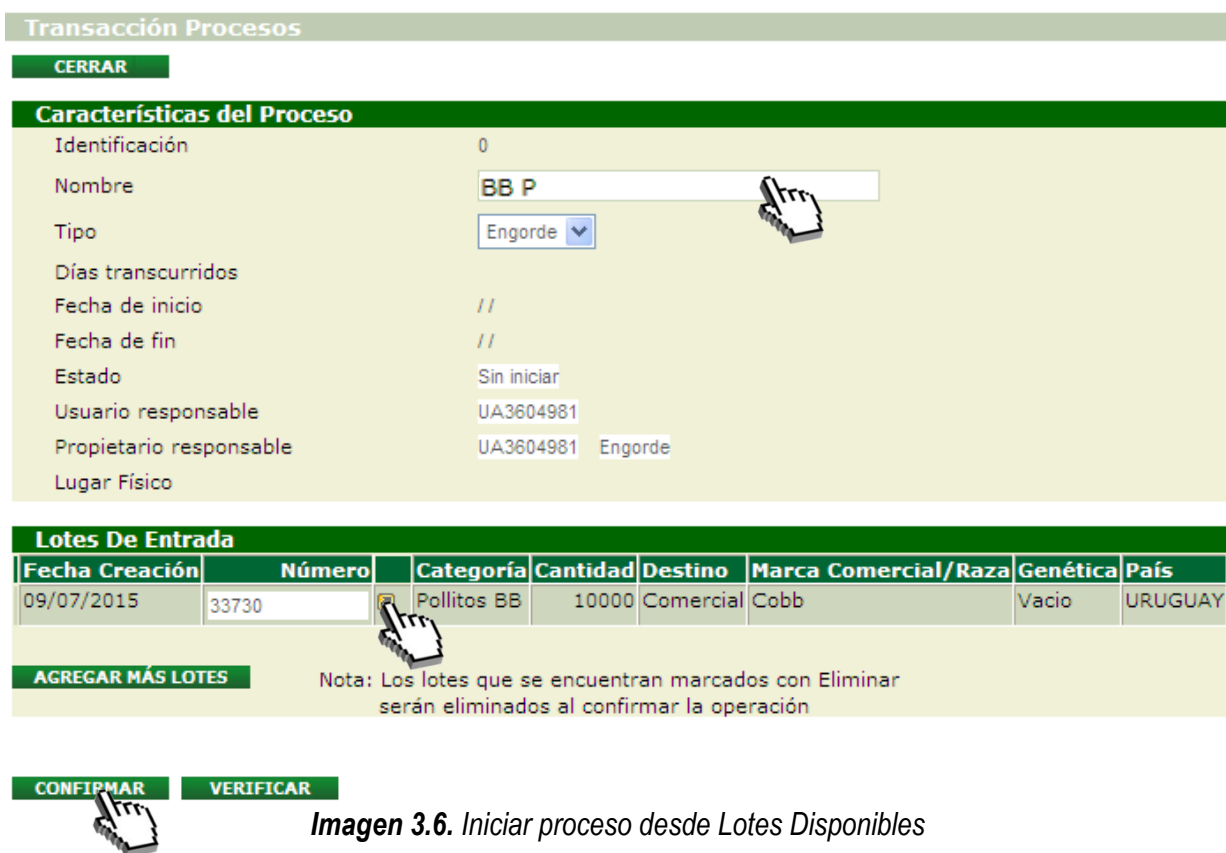 Transacción Procesos
CERRAR
Características del Proceso
Identificación 0
Nombre BB P
Tipo Engorde
Días transcurridos
Fecha de inicio / /
Fecha de fin / /
Estado Sin iniciar
Usuario responsable UA3604981
Propietario responsable UA3604981 Engorde
Lugar Físico
Lotes De Entrada
Fecha Creación Número Categoría Cantidad Destino Marca Comercial/Raza Genética País
09/07/2015 33730 Pollitos BB 10000 Comercial Cobb Vacio URUGUAY
AGREGAR MÁS LOTES Nota: Los lotes que se encuentran marcados con Eliminar
serán eliminados al confirmar la operación
CONFIRMAR VERIFICAR
Imagen 3.6. Iniciar proceso desde Lotes Disponibles